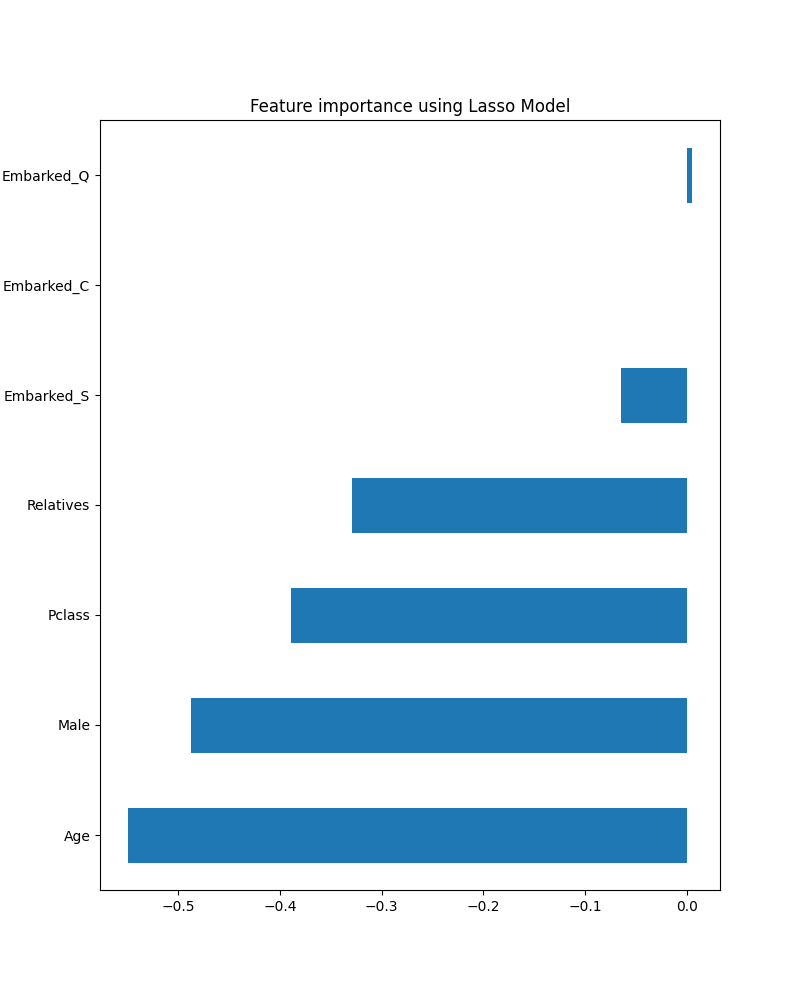 Feature importance using Lasso Model
Embarked_Q
Embarked_C
Embarked_S
Relatives
Pclass
Male
Age
−0.5 −0.4 −0.3 −0.2 −0.1 0.0